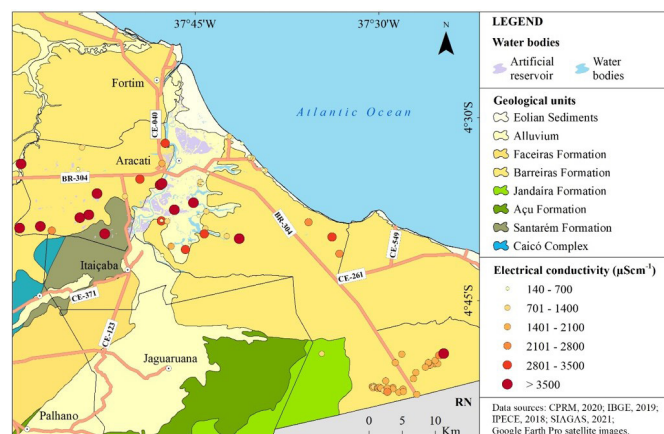 37°45'W 37°30'W
N
LEGEND
Water bodies
Artificial reservoir
Water bodies
Geological units
Eolian Sediments
Alluvium
Faceiras Formation
Barreiras Formation
Jandaira Formation
Açu Formation
Santarém Formation
Caicó Complex
Electrical conductivity (µScm⁻¹)
140 - 700
701 - 1400
1401 - 2100
2101 - 2800
2801 - 3500
> 3500
Data sources: CPRM, 2020; IBGE, 2019;
IPECE, 2018; SIAGAS, 2021;
Google Earth Pro satellite images.
Fortim
Atlantic Ocean
4°30'S
CE-040
Aracati
BR-304
BR-304
CE-549
Itaiçaba
CE-261
CE-371
4°45'S
CE-123
Jaguaruana
RN
Palhano
0 2.5 5 10
Km